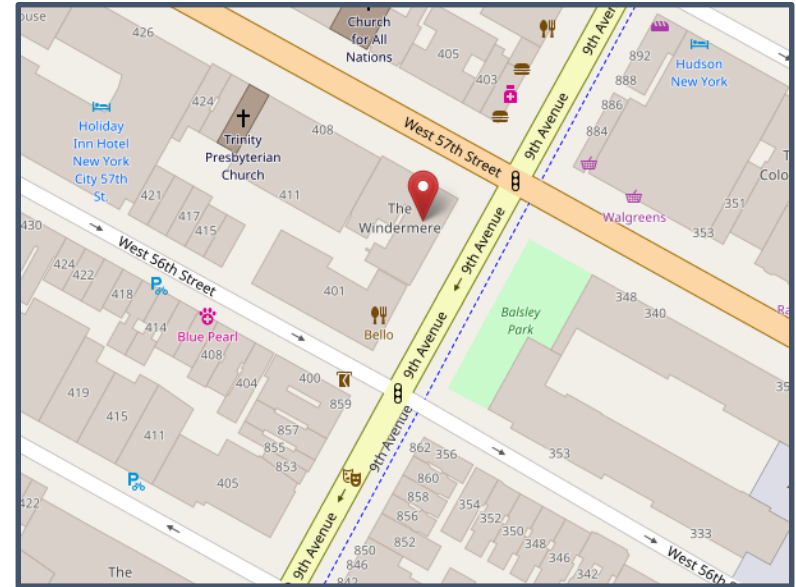 ouse
426
Church
for All
Nations
405
403
9th Aven
892
888
886
884
Hudson
New York
424
Holiday
Inn Hotel
New York
City 57th
St.
Trinity
Presbyterian
Church
408
West 57th Street
9th Avenue
Colo
Walgreens
351
353
421
417
415
411
The
Windermere
9th Avenue
430
West 56th Street
424
422
418
401
414
Blue Pearl
408
404
400
Bello
9th Avenue
Balsley
Park
348
340
Ra
35
419
415
411
405
859
857
855
853
9th Avenue
862
356
860
858
856
852
850
846
842
354
352
350
348
346
342
353
333
West 56th
422
The
9th Avenue